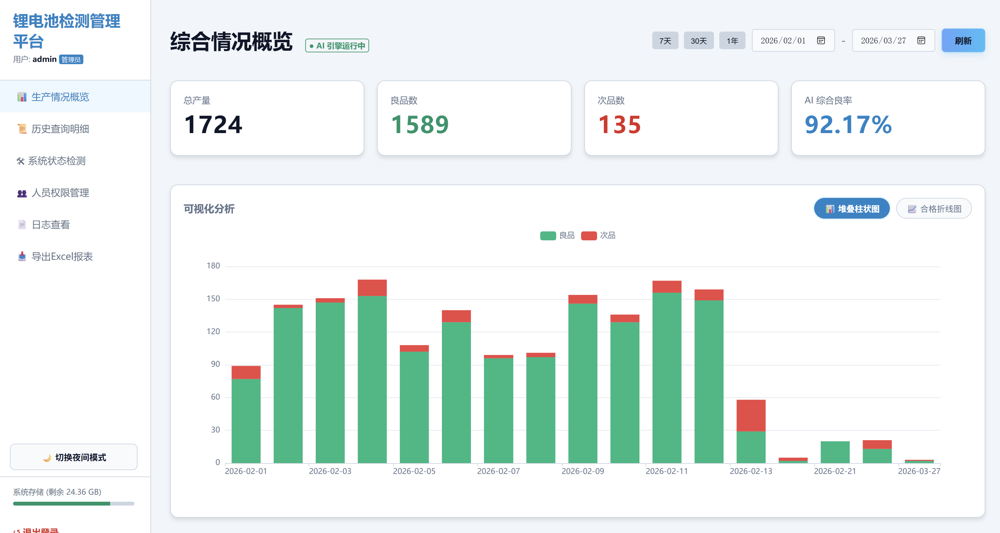 锂电池检测管理
平台
用户: admin 管理员
生产情况概览
历史查询明细
系统状态检测
人员权限管理
日志查看
导出Excel报表
切换夜间模式
系统存储 (剩余 24.36 GB)
退出登录
综合情况概览
● AI 引擎运行中
7天
30天
1年
2026/02/01 - 2026/03/27
刷新
总产量
1724
良品数
1589
次品数
135
AI 综合良率
92.17%
可视化分析
堆叠柱状图
合格折线图
良品 次品
180
150
120
90
60
30
0
2026-02-01 2026-02-03 2026-02-05 2026-02-07 2026-02-09 2026-02-11 2026-02-13 2026-02-21 2026-03-27